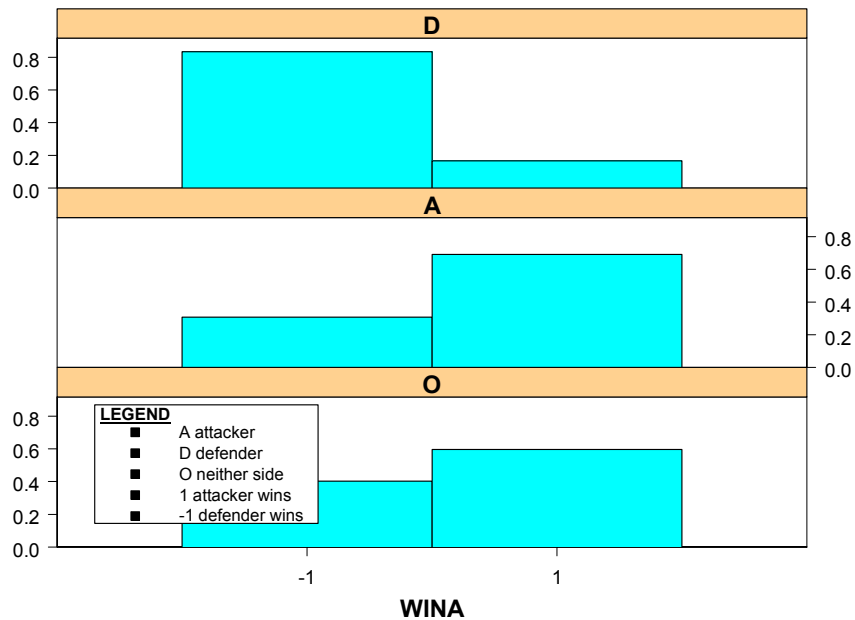 D
0.8
0.6
0.4
0.2
0.0
A
0.8
0.6
0.4
0.2
0.0
O
0.8
0.6
0.4
0.2
0.0
LEGEND
■ A attacker
■ D defender
■ O neither side
■ 1 attacker wins
■ -1 defender wins
-1 1
WINA